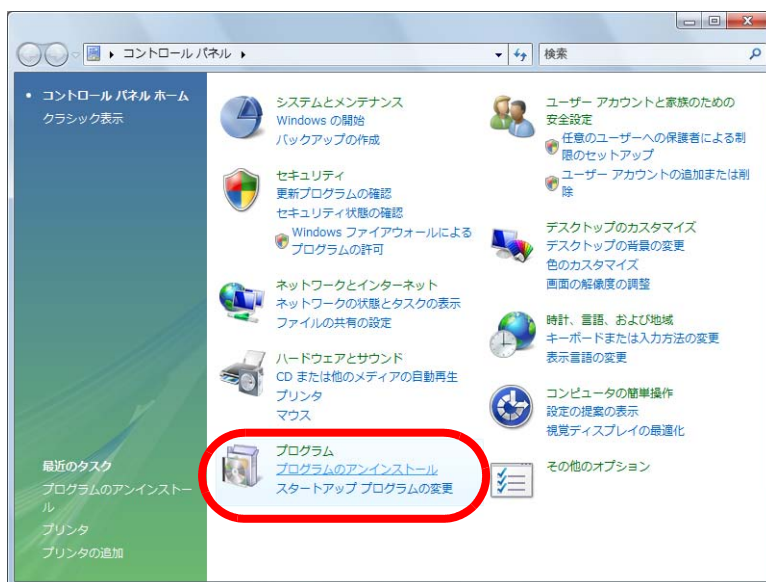 コントロール パネル
検索
コントロール パネル ホーム
クラシック表示
システムとメンテナンス
Windows の開始
バックアップの作成
セキュリティ
更新プログラムの確認
セキュリティ状態の確認
Windows ファイアウォールによる
プログラムの許可
ネットワークとインターネット
ネットワークの状態とタスクの表示
ファイルの共有の設定
ハードウェアとサウンド
CD または他のメディアの自動再生
プリンタ
マウス
プログラム
プログラムのアンインストール
スタートアップ プログラムの変更
ユーザー アカウントと家族のための
安全設定
任意のユーザーへの保護者による制
限のセットアップ
ユーザー アカウントの追加または削
除
デスクトップのカスタマイズ
デスクトップの背景の変更
色のカスタマイズ
画面の解像度の調整
時計、言語、および地域
キーボードまたは入力方法の変更
表示言語の変更
コンピュータの簡単操作
設定の提案の表示
視覚ディスプレイの最適化
その他のオプション
最近のタスク
プログラムのアンインストー
ル
プリンタ
プリンタの追加